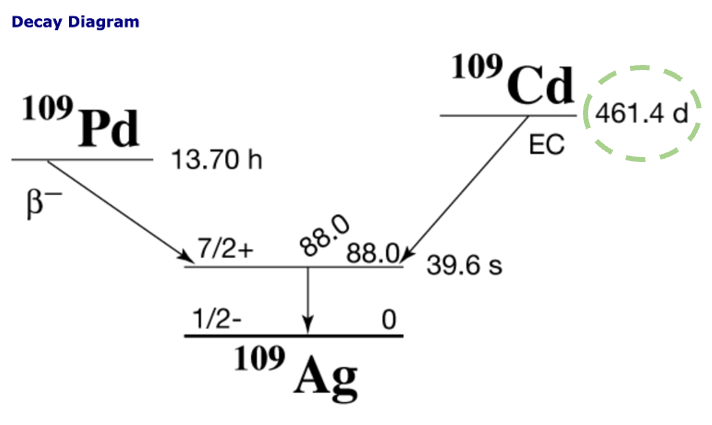 Decay Diagram
¹⁰⁹Cd
461.4 d
EC
¹⁰⁹Pd
13.70 h
β⁻
7/2+
88.0
88.0
39.6 s
1/2-
0
¹⁰⁹Ag